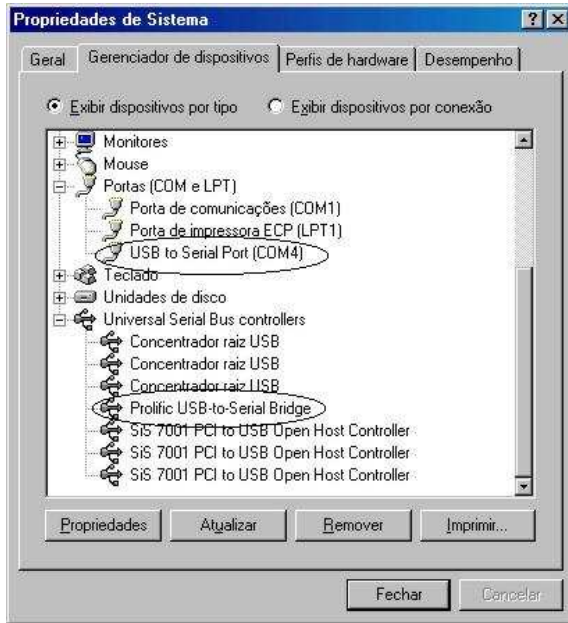 Propriedades de Sistema
Geral Gerenciador de dispositivos Perfis de hardware Desempenho
Exibir dispositivos por tipo Exibir dispositivos por conexão
Monitores
Mouse
Portas (COM e LPT)
Porta de comunicações (COM1)
Porta de impressora ECP (LPT1)
USB to Serial Port (COM4)
Teclado
Unidades de disco
Universal Serial Bus controllers
Concentrador raiz USB
Concentrador raiz USB
Concentrador raiz USB
Prolific USB-to-Serial Bridge
SiS 7001 PCI to USB Open Host Controller
SiS 7001 PCI to USB Open Host Controller
SiS 7001 PCI to USB Open Host Controller
Propriedades Atualizar Remover Imprimir...
Fechar Cancelar